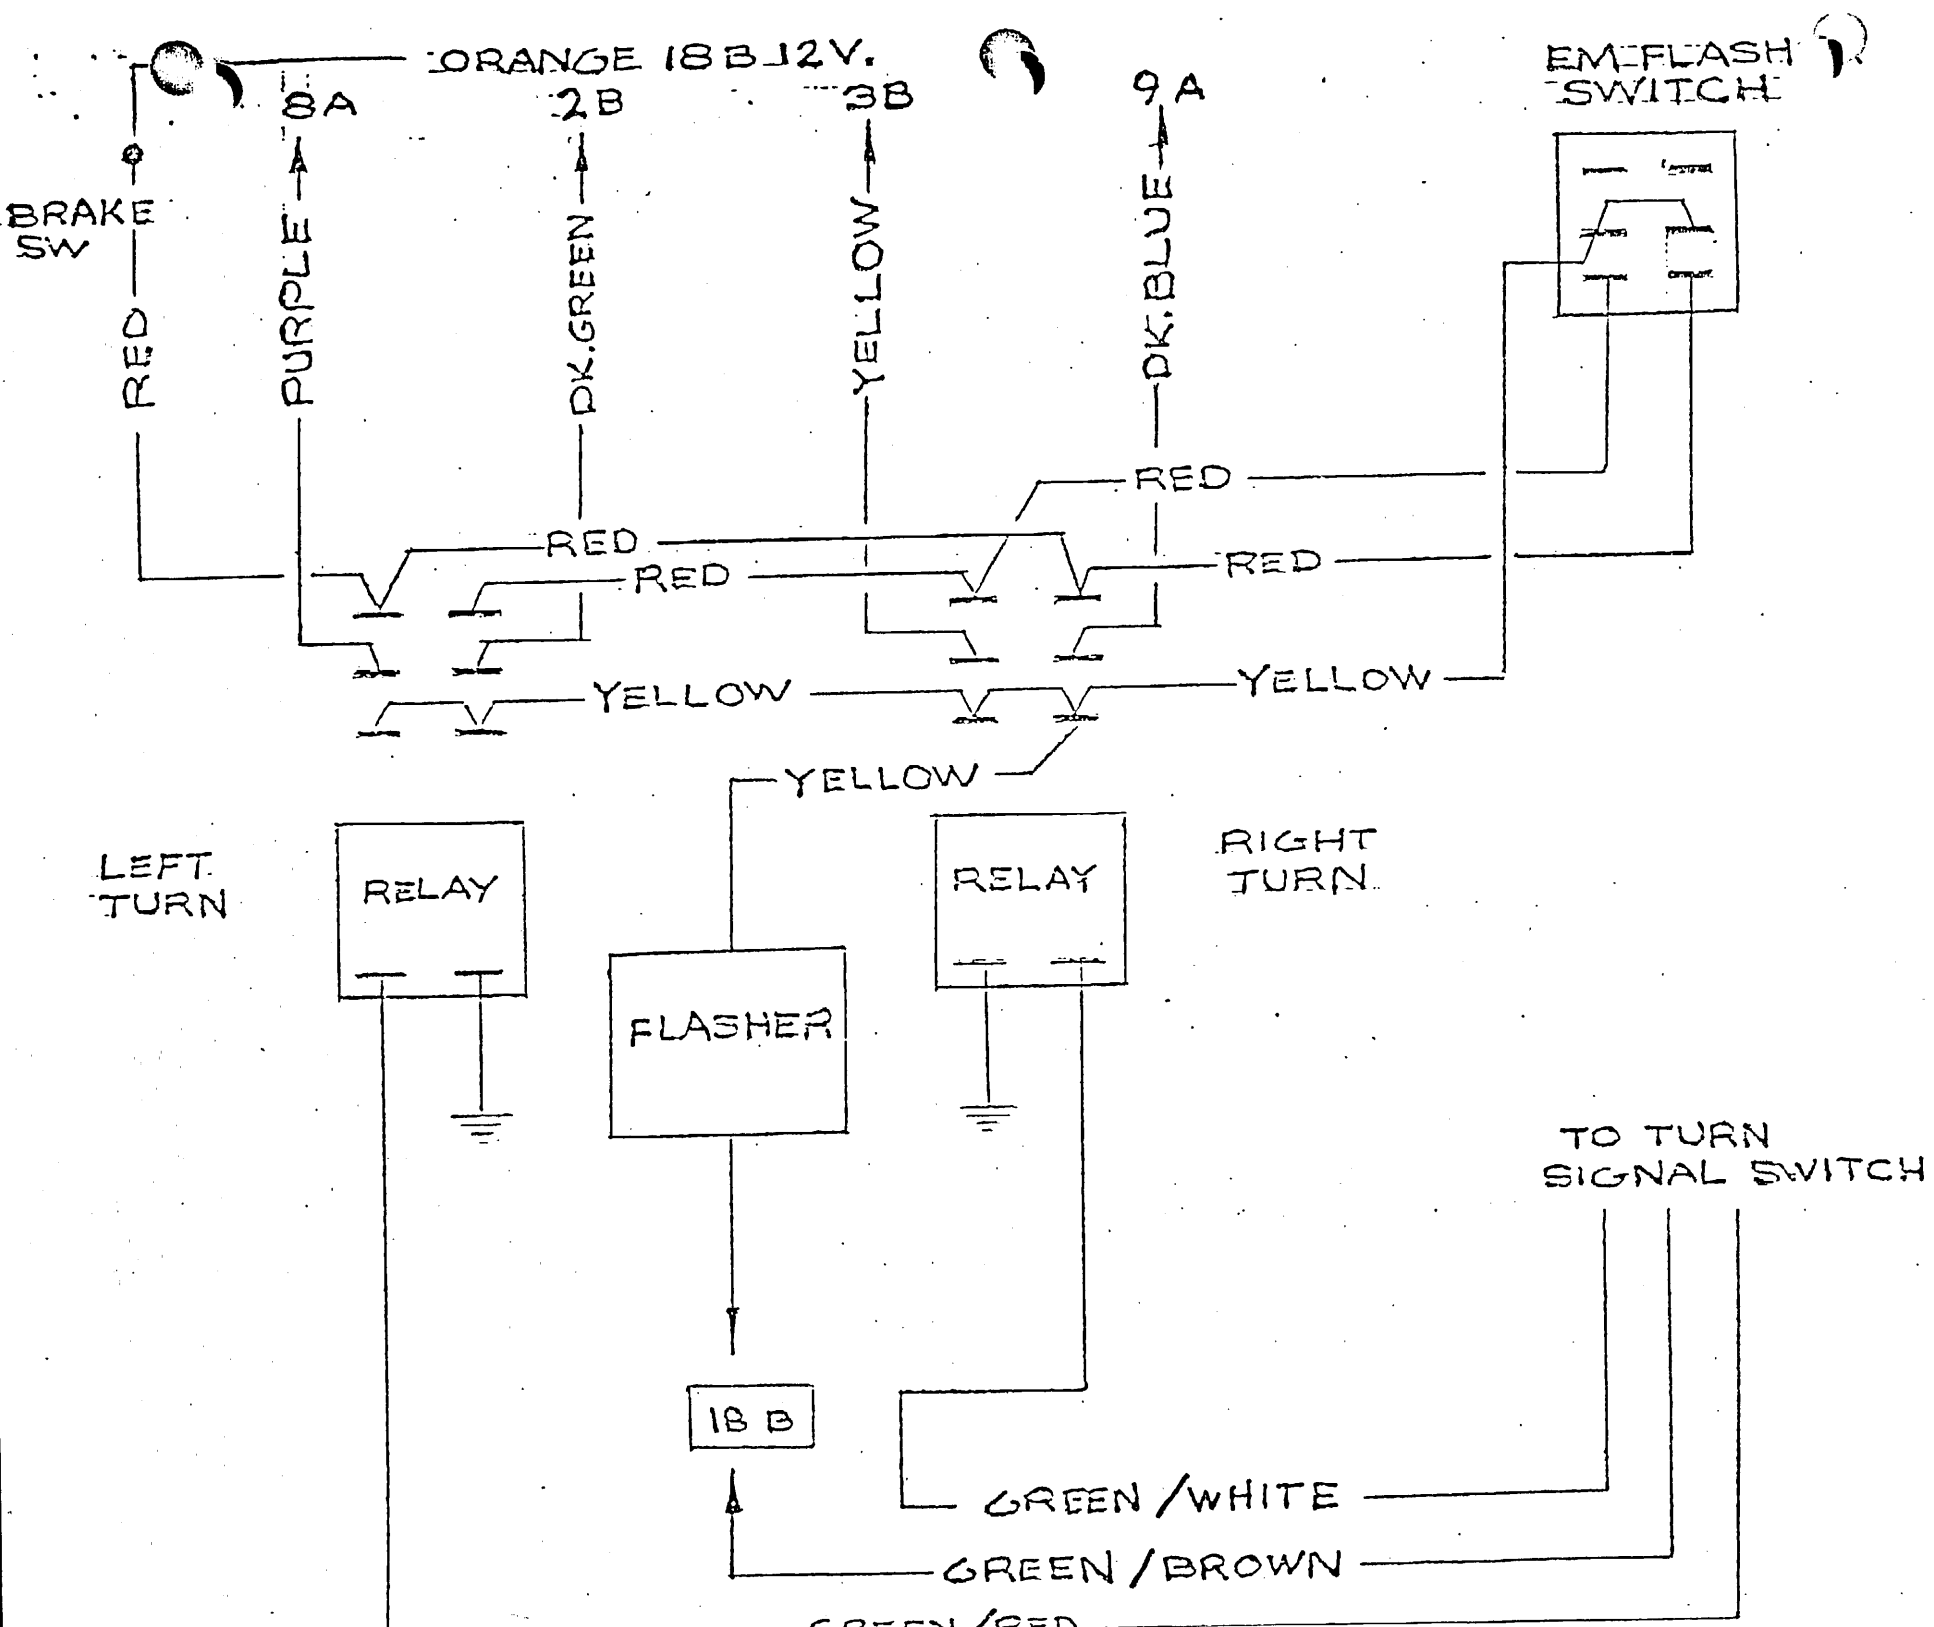 ORANGE 18B 12V.
EM FLASH
SWITCH
8A
2B
3B
9A
BRAKE
SW
RED
PURPLE
DK.GREEN
YELLOW
DK.BLUE
RED
RED
RED
RED
YELLOW
YELLOW
YELLOW
LEFT
TURN
RELAY
RELAY
RIGHT
TURN
FLASHER
TO TURN
SIGNAL SWITCH
18 B
GREEN/WHITE
GREEN/BROWN
GREEN/RED